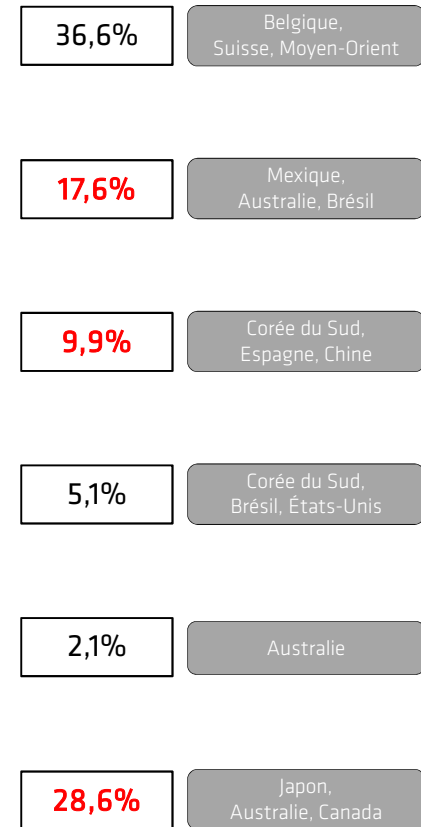 36,6%
Belgique,
Suisse, Moyen-Orient
17,6%
Mexique,
Australie, Brésil
9,9%
Corée du Sud,
Espagne, Chine
5,1%
Corée du Sud,
Brésil, États-Unis
2,1%
Australie
28,6%
Japon,
Australie, Canada